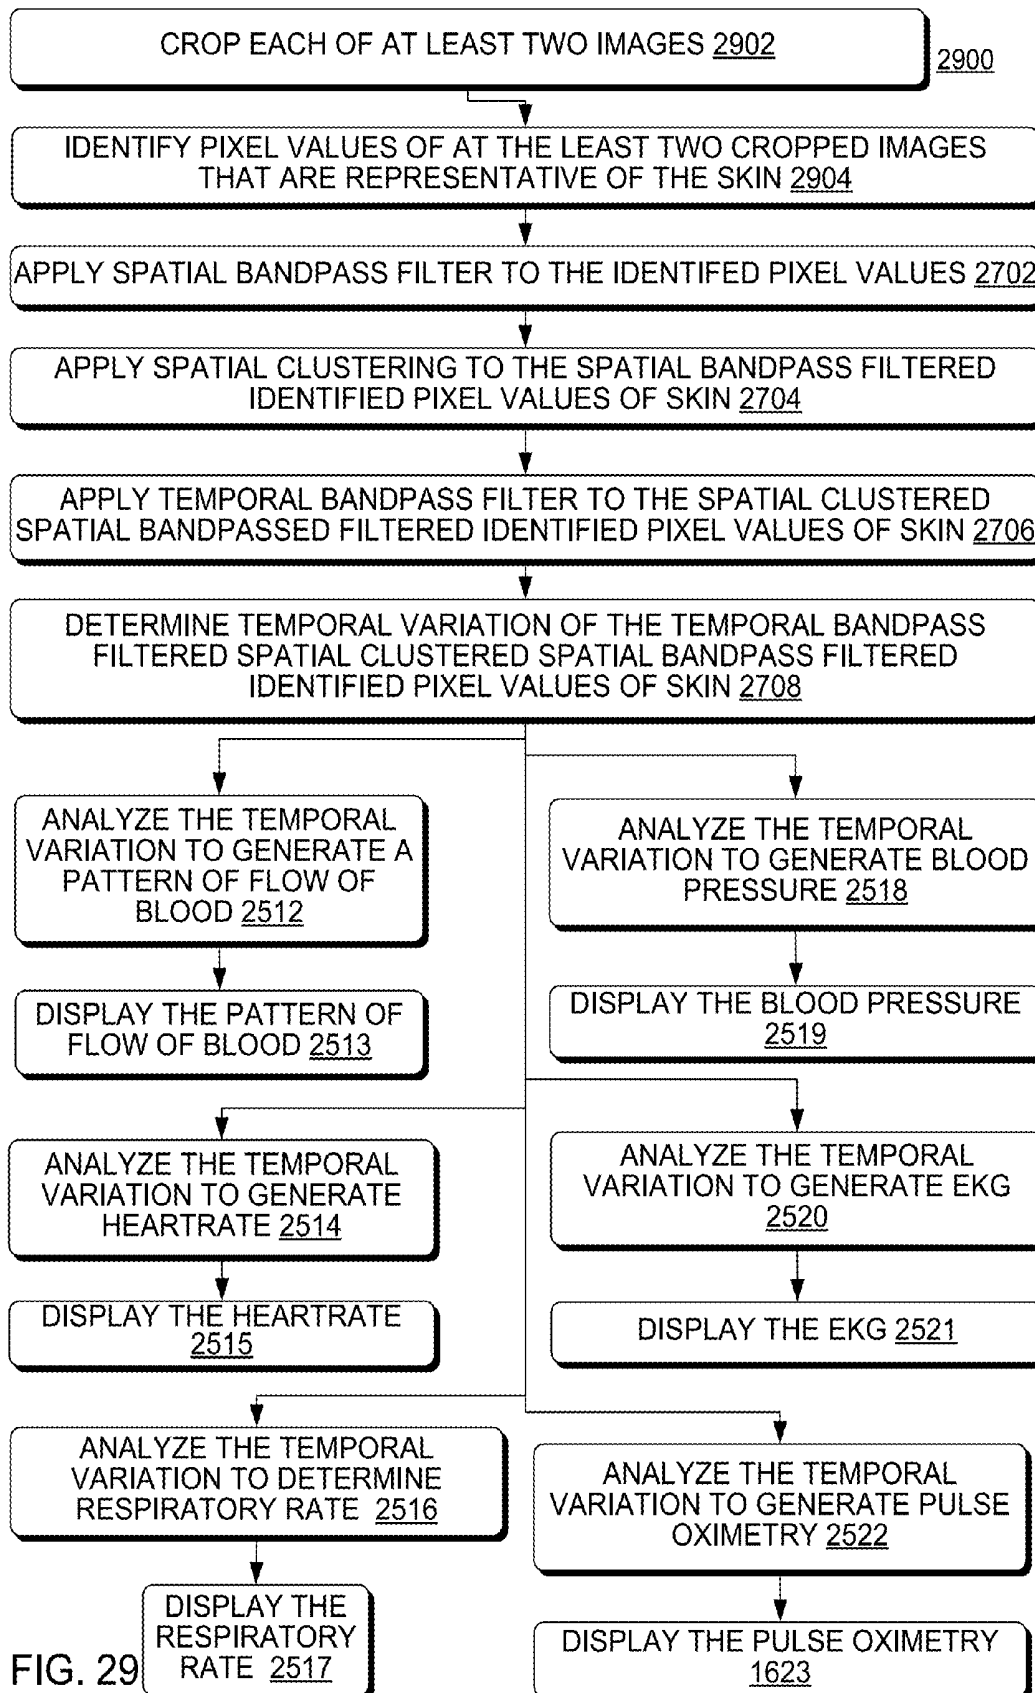 CROP EACH OF AT LEAST TWO IMAGES 2902
2900
IDENTIFY PIXEL VALUES OF AT THE LEAST TWO CROPPED IMAGES
THAT ARE REPRESENTATIVE OF THE SKIN 2904
APPLY SPATIAL BANDPASS FILTER TO THE IDENTIFED PIXEL VALUES 2702
APPLY SPATIAL CLUSTERING TO THE SPATIAL BANDPASS FILTERED
IDENTIFIED PIXEL VALUES OF SKIN 2704
APPLY TEMPORAL BANDPASS FILTER TO THE SPATIAL CLUSTERED
SPATIAL BANDPASSED FILTERED IDENTIFIED PIXEL VALUES OF SKIN 2706
DETERMINE TEMPORAL VARIATION OF THE TEMPORAL BANDPASS
FILTERED SPATIAL CLUSTERED SPATIAL BANDPASS FILTERED
IDENTIFIED PIXEL VALUES OF SKIN 2708
ANALYZE THE TEMPORAL
VARIATION TO GENERATE A
PATTERN OF FLOW OF
BLOOD 2512
ANALYZE THE TEMPORAL
VARIATION TO GENERATE BLOOD
PRESSURE 2518
DISPLAY THE PATTERN OF
FLOW OF BLOOD 2513
DISPLAY THE BLOOD PRESSURE
2519
ANALYZE THE TEMPORAL
VARIATION TO GENERATE
HEARTRATE 2514
ANALYZE THE TEMPORAL
VARIATION TO GENERATE EKG
2520
DISPLAY THE HEARTRATE
2515
DISPLAY THE EKG 2521
ANALYZE THE TEMPORAL
VARIATION TO DETERMINE
RESPIRATORY RATE 2516
ANALYZE THE TEMPORAL
VARIATION TO GENERATE PULSE
OXIMETRY 2522
DISPLAY THE
RESPIRATORY
RATE 2517
DISPLAY THE PULSE OXIMETRY
1623
FIG. 29